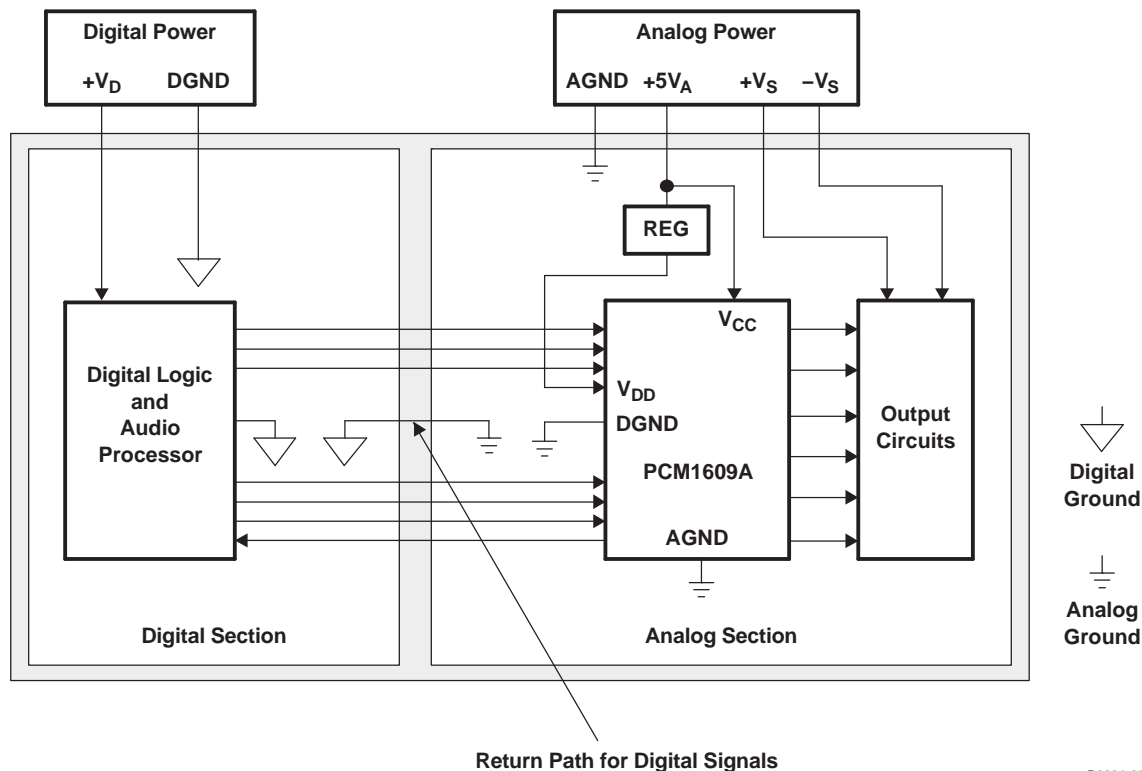 Digital Power
+VD DGND
Analog Power
AGND +5VA +VS −VS
REG
VCC
VDD
DGND
PCM1609A
AGND
Digital Logic
and
Audio
Processor
Output
Circuits
Digital
Ground
Analog
Ground
Digital Section
Analog Section
Return Path for Digital Signals